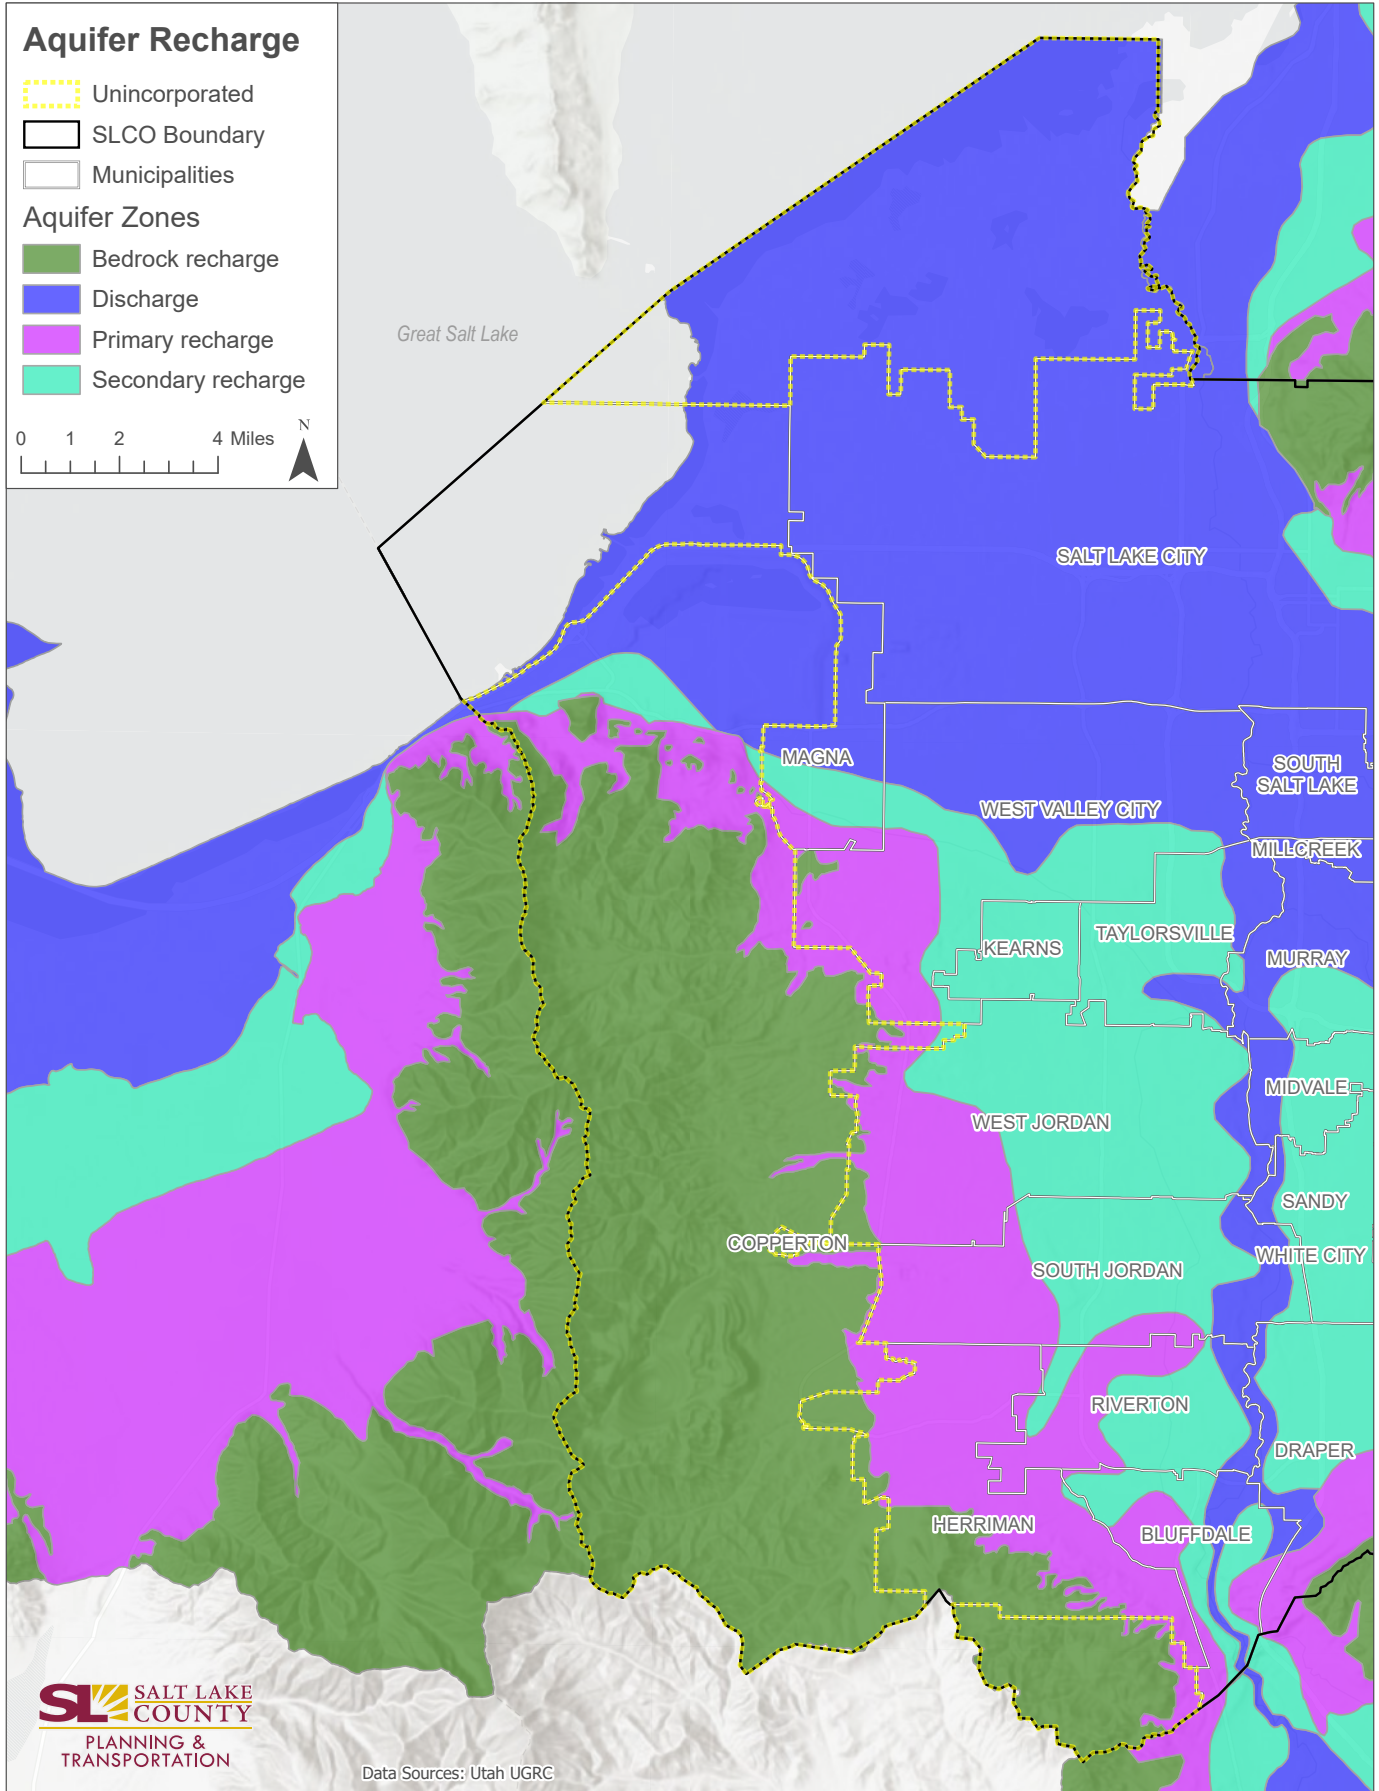 Aquifer Recharge
Unincorporated
SLCO Boundary
Municipalities
Aquifer Zones
Bedrock recharge
Discharge
Primary recharge
Secondary recharge
0 1 2 4 Miles
N
Great Salt Lake
SALT LAKE CITY
MAGNA
SOUTH
SALT LAKE
WEST VALLEY CITY
MILLCREEK
TAYLORSVILLE
KEARNS
MURRAY
MIDVALE
WEST JORDAN
SANDY
COPPERTON
WHITE CITY
SOUTH JORDAN
RIVERTON
DRAPER
HERRIMAN
BLUFFDALE
SL SALT LAKE
COUNTY
PLANNING &
TRANSPORTATION
Data Sources: Utah UGRC